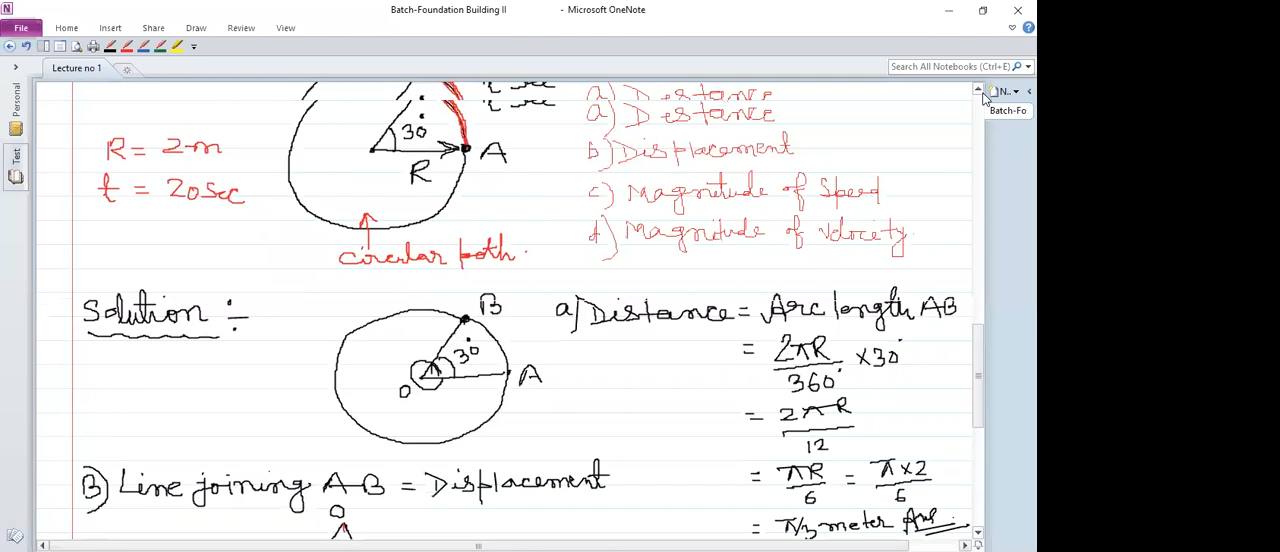 Batch-Foundation Building II - Microsoft OneNote
File Home Insert Share Draw Review View
Lecture no 1
Search All Notebooks (Ctrl+E)
N..
Batch-Fo
Personal
Test
a) Distance
a) Distance
30
A
R
R = 2m
t = 20 Sec
circular path.
b) Displacement
c) Magnitude of Speed
d) Magnitude of Velocity.
Solution :-
B
30
A
O
a) Distance = Arc length AB
= 2πR/360° × 30°
= 2πR/12
= πR/6 = π×2/6
= π/3 meter Ans.
B) Line joining AB = Displacement
O